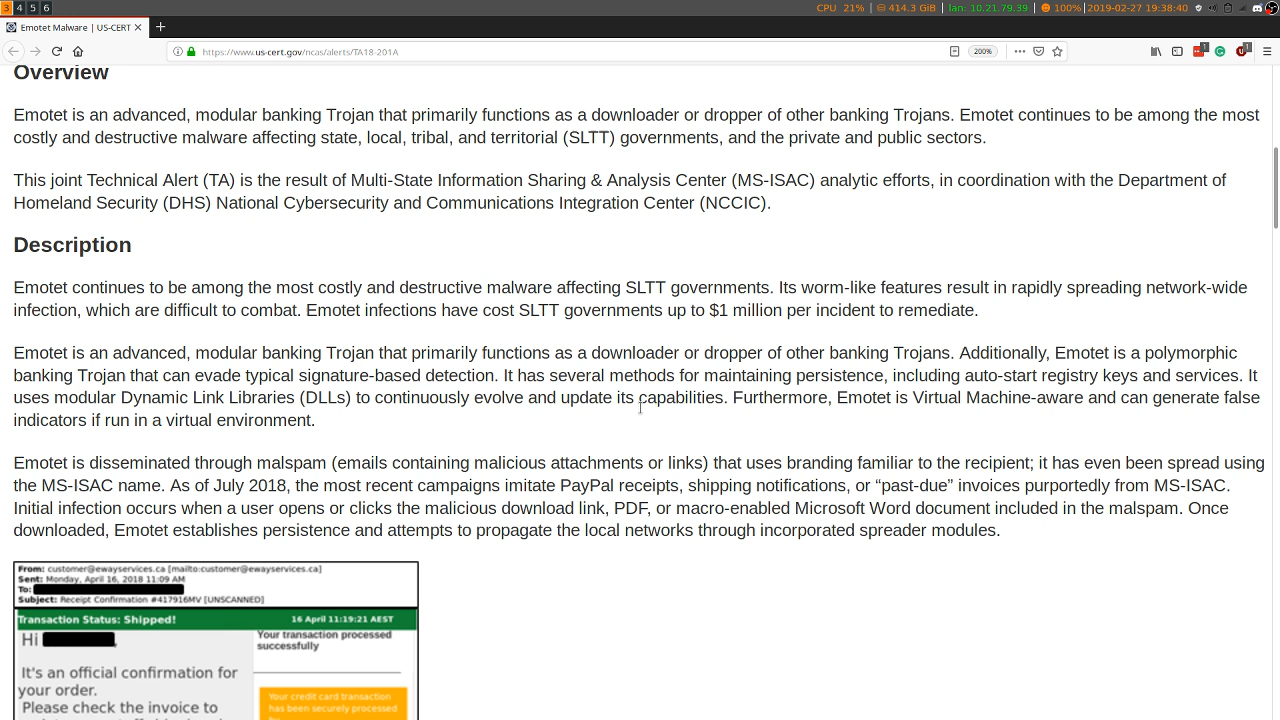 3 4 5 6
CPU 21% | 414.3 GiB | lan: 10.21.79.39 | 100% | 2019-02-27 19:38:40
Emotet Malware | US-CERT
https://www.us-cert.gov/ncas/alerts/TA18-201A
200%
Overview
Emotet is an advanced, modular banking Trojan that primarily functions as a downloader or dropper of other banking Trojans. Emotet continues to be among the most
costly and destructive malware affecting state, local, tribal, and territorial (SLTT) governments, and the private and public sectors.
This joint Technical Alert (TA) is the result of Multi-State Information Sharing & Analysis Center (MS-ISAC) analytic efforts, in coordination with the Department of
Homeland Security (DHS) National Cybersecurity and Communications Integration Center (NCCIC).
Description
Emotet continues to be among the most costly and destructive malware affecting SLTT governments. Its worm-like features result in rapidly spreading network-wide
infection, which are difficult to combat. Emotet infections have cost SLTT governments up to $1 million per incident to remediate.
Emotet is an advanced, modular banking Trojan that primarily functions as a downloader or dropper of other banking Trojans. Additionally, Emotet is a polymorphic
banking Trojan that can evade typical signature-based detection. It has several methods for maintaining persistence, including auto-start registry keys and services. It
uses modular Dynamic Link Libraries (DLLs) to continuously evolve and update its capabilities. Furthermore, Emotet is Virtual Machine-aware and can generate false
indicators if run in a virtual environment.
Emotet is disseminated through malspam (emails containing malicious attachments or links) that uses branding familiar to the recipient; it has even been spread using
the MS-ISAC name. As of July 2018, the most recent campaigns imitate PayPal receipts, shipping notifications, or “past-due” invoices purportedly from MS-ISAC.
Initial infection occurs when a user opens or clicks the malicious download link, PDF, or macro-enabled Microsoft Word document included in the malspam. Once
downloaded, Emotet establishes persistence and attempts to propagate the local networks through incorporated spreader modules.
From: customer@ewayservices.ca [mailto:customer@ewayservices.ca]
Sent: Monday, April 16, 2018 11:09 AM
To:
Subject: Receipt Confirmation #417916MV [UNSCANNED]
Transaction Status: Shipped! 16 April 11:19:21 AEST
Hi ,
It's an official confirmation for
your order.
Please check the invoice to
Your transaction processed
successfully
Your credit card transaction
has been securely processed